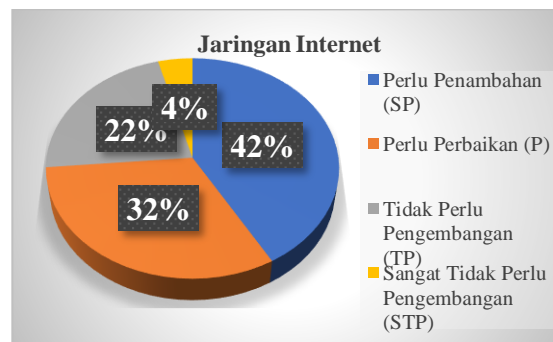 Jaringan Internet
4%
22%
42%
32%
Perlu Penambahan
(SP)
Perlu Perbaikan (P)
Tidak Perlu
Pengembangan
(TP)
Sangat Tidak Perlu
Pengembangan
(STP)